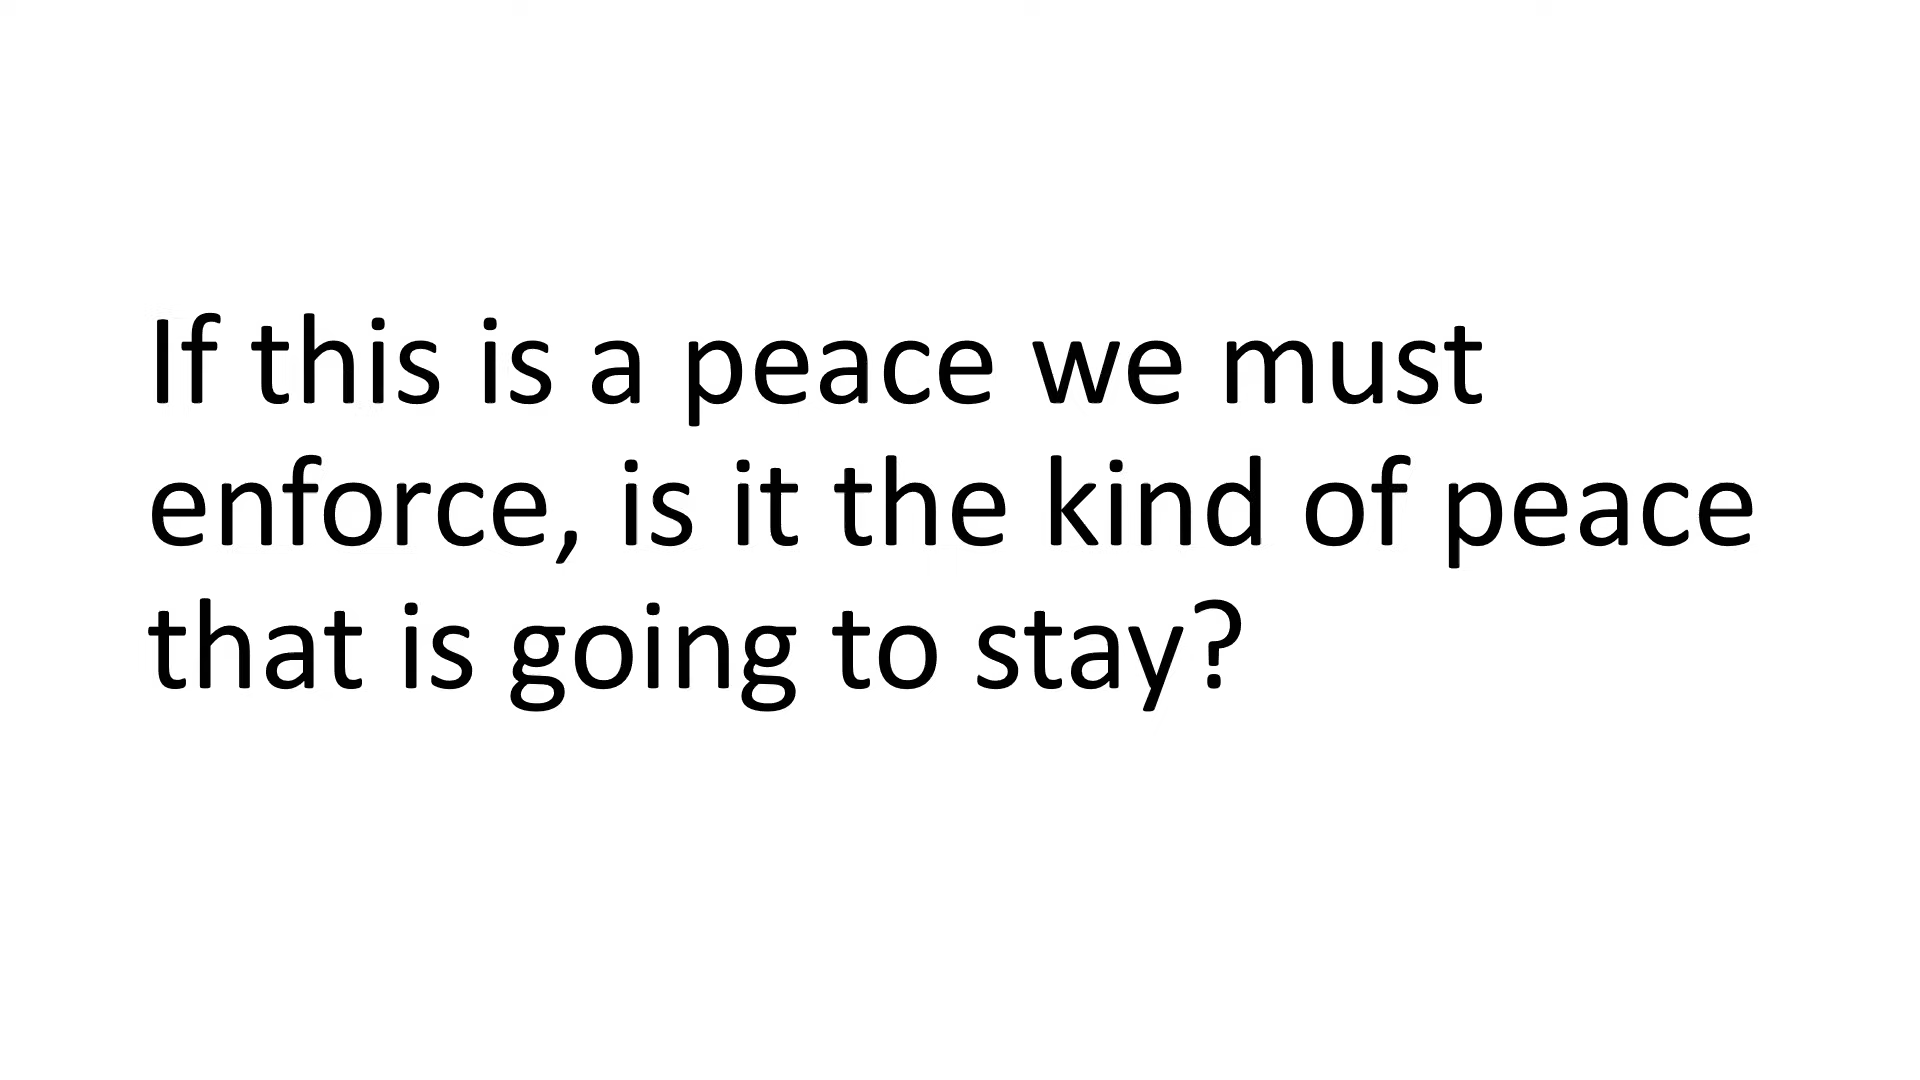 If this is a peace we must
enforce, is it the kind of peace
that is going to stay?